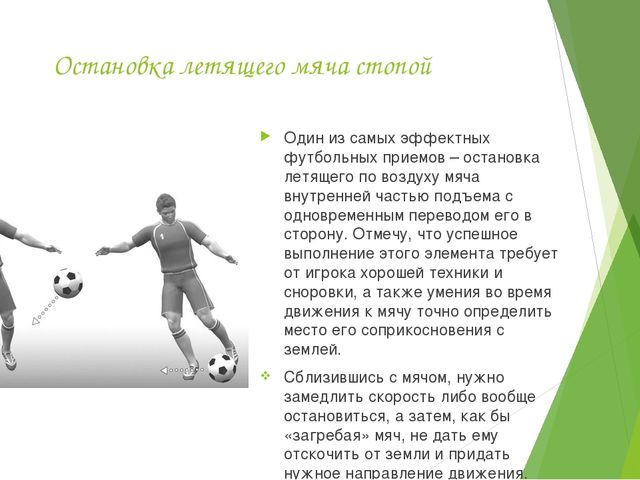 Остановка летящего мяча стопой
Один из самых эффектных
футбольных приемов – остановка
летящего по воздуху мяча
внутренней частью подъема с
одновременным переводом его в
сторону. Отмечу, что успешное
выполнение этого элемента требует
от игрока хорошей техники и
сноровки, а также умения во время
движения к мячу точно определить
место его соприкосновения с
землей.
Сблизившись с мячом, нужно
замедлить скорость либо вообще
остановиться, а затем, как бы
«загребая» мяч, не дать ему
отскочить от земли и придать
нужное направление движения.